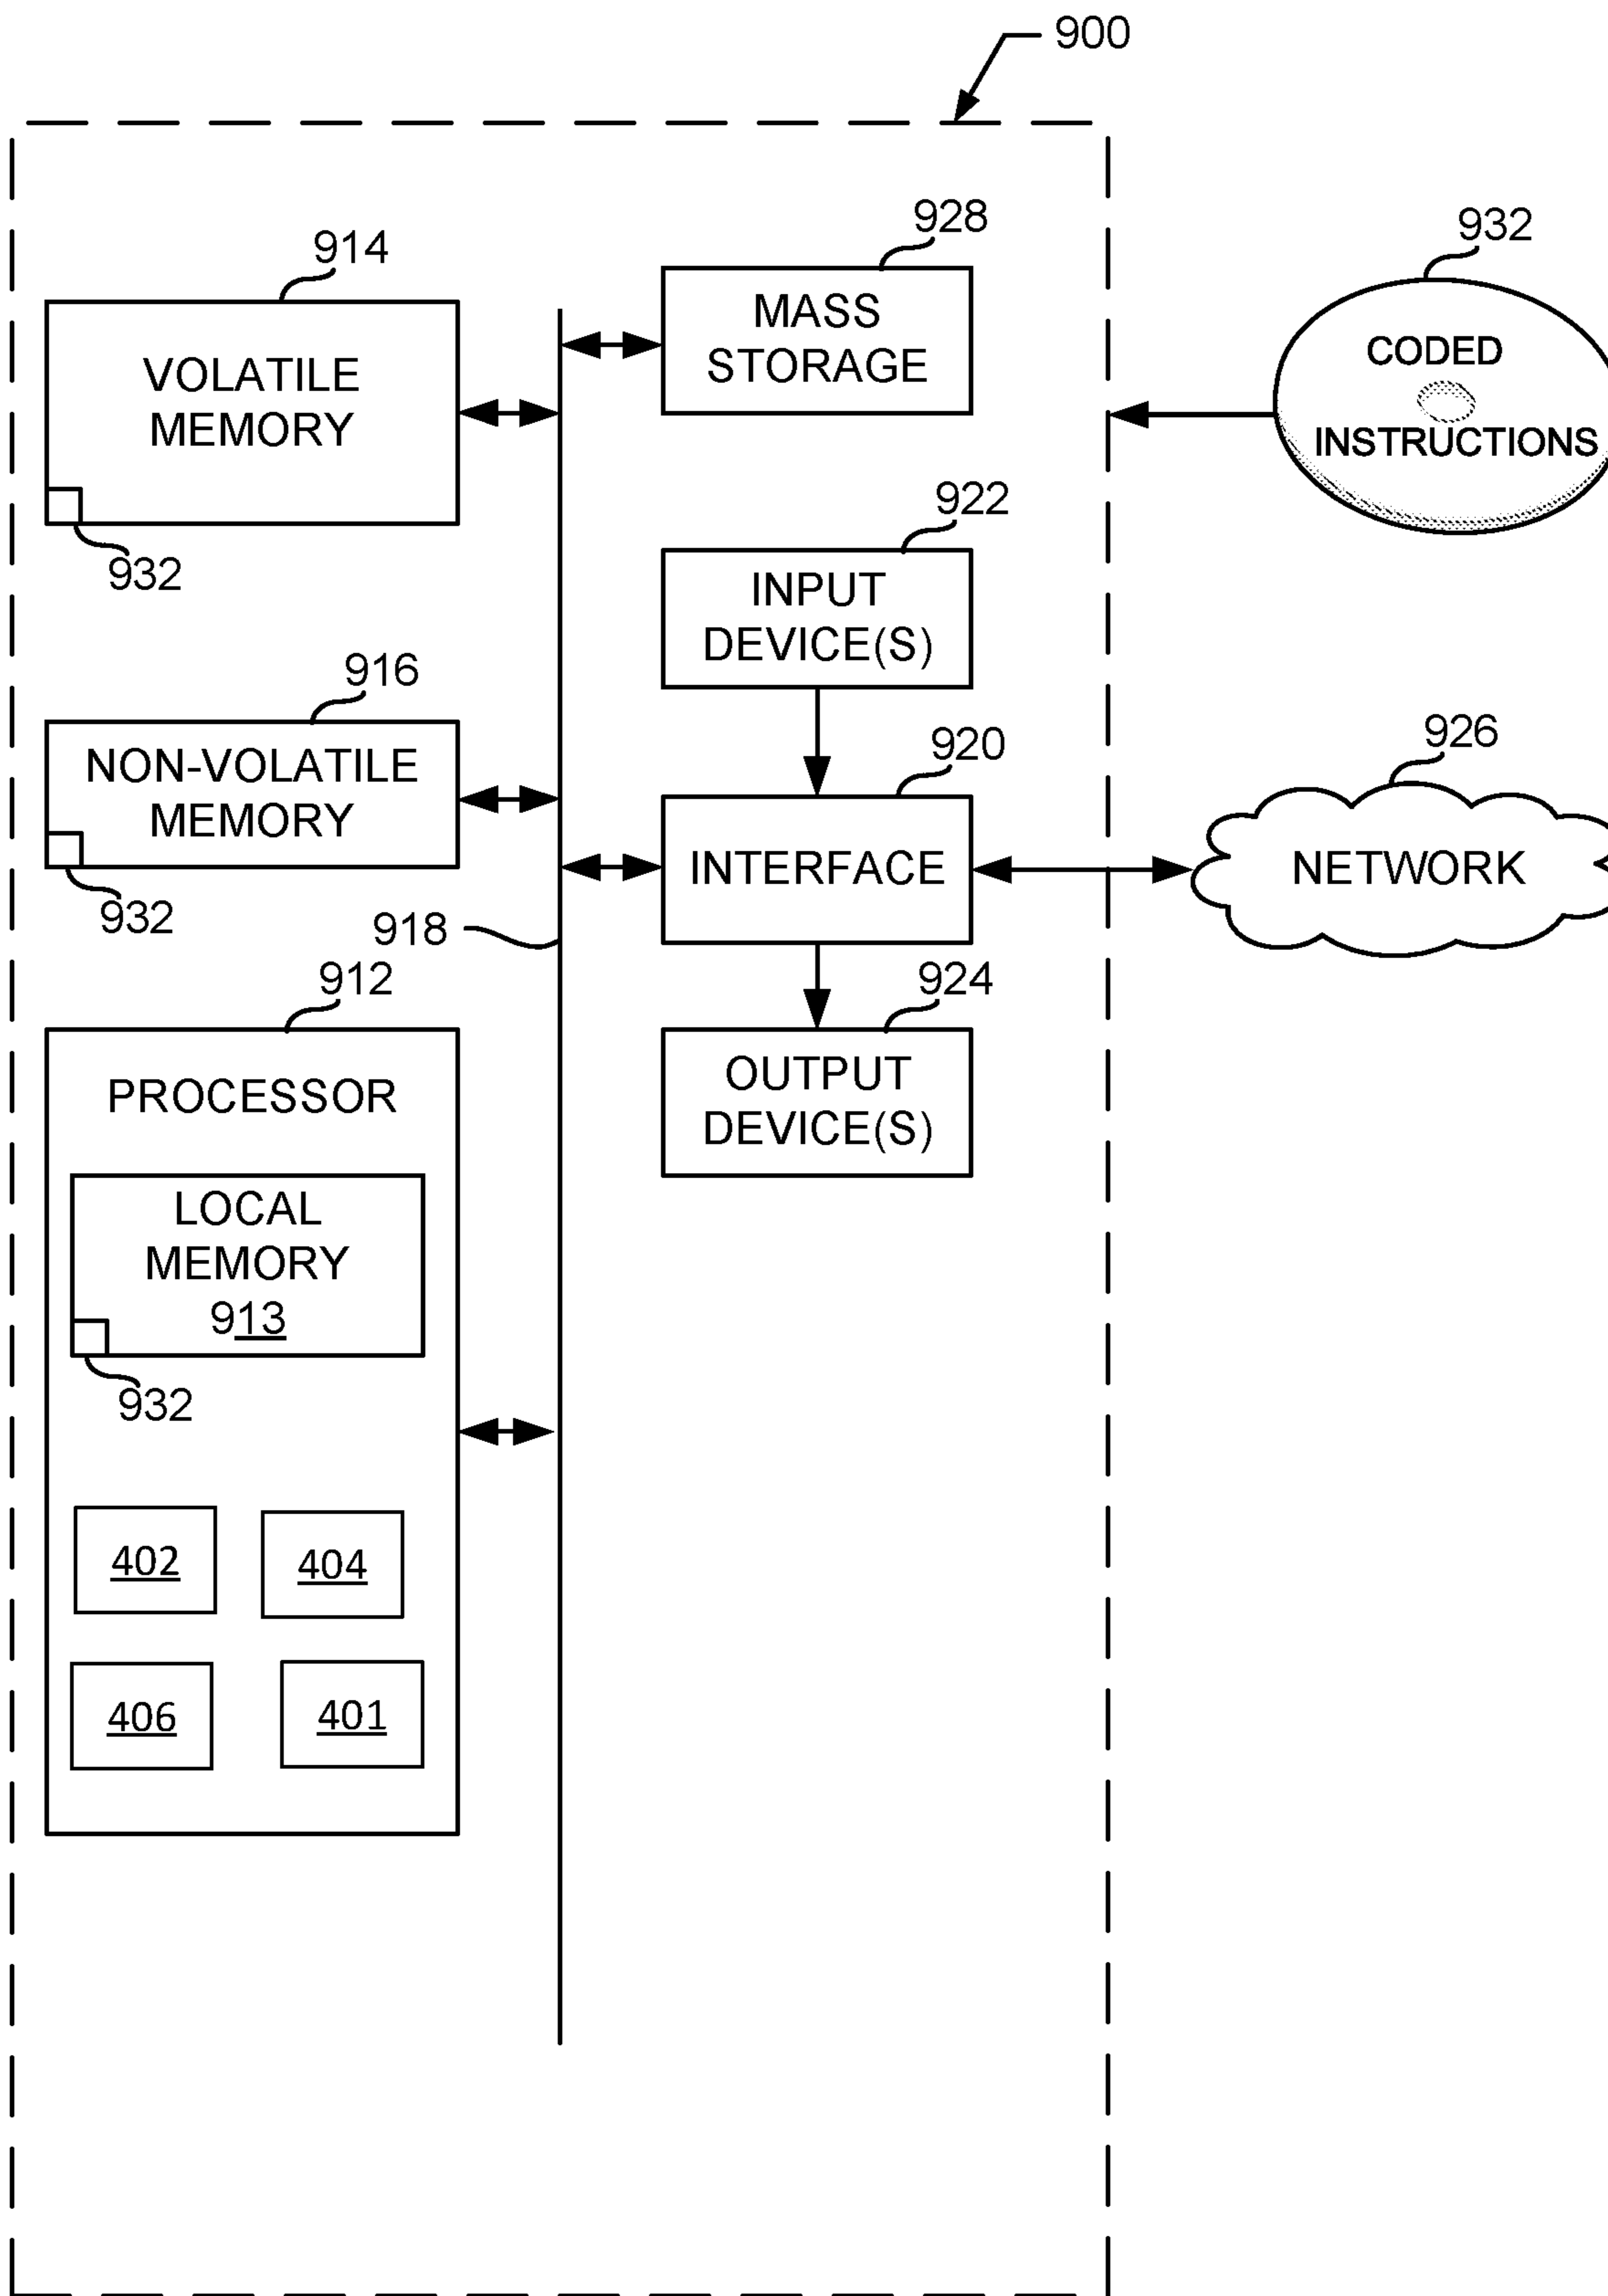 900
928
932
914
MASS
STORAGE
CODED
INSTRUCTIONS
VOLATILE
MEMORY
922
932
INPUT
DEVICE(S)
916
920
926
NON-VOLATILE
MEMORY
INTERFACE
NETWORK
932
918
912
924
PROCESSOR
OUTPUT
DEVICE(S)
LOCAL
MEMORY
913
932
402
404
406
401